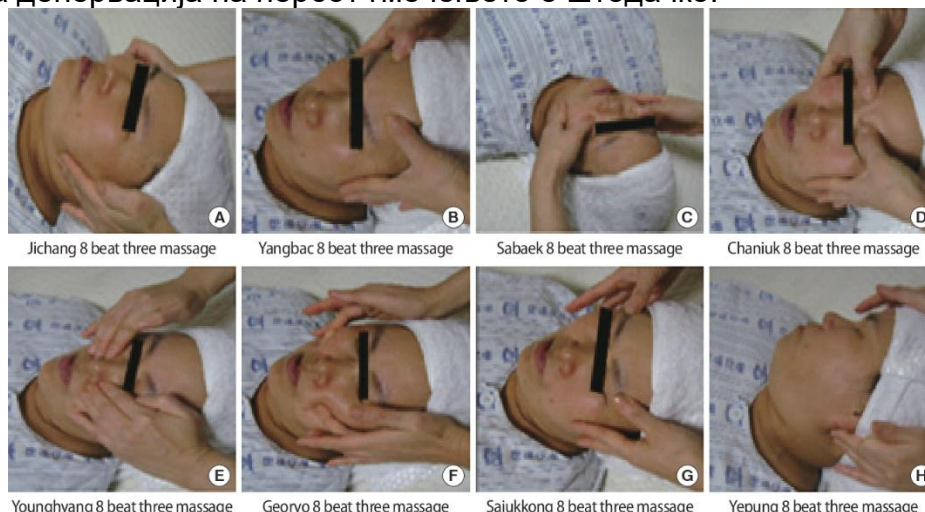 денервација на
A
B
C
D
Jichang 8 beat three massage
Yangbac 8 beat three massage
Sabaek 8 beat three massage
Chaniuk 8 beat three massage
E
F
G
H
Younghyang 8 beat three massage
Georyo 8 beat three massage
Sajukkong 8 beat three massage
Yepung 8 beat three massage